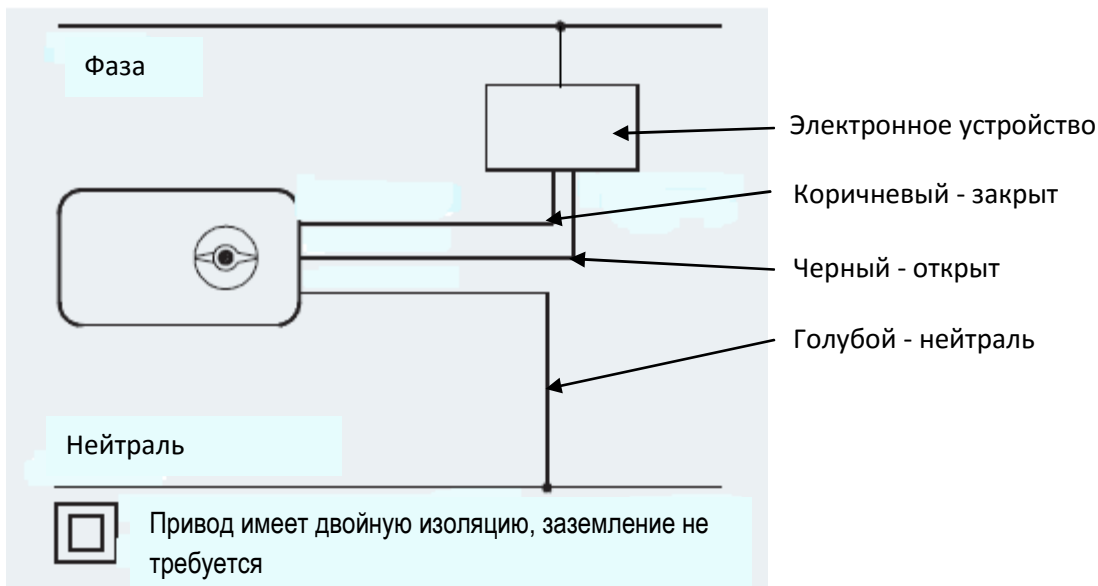 Фаза
Электронное устройство
Коричневый - закрыт
Черный - открыт
Голубой - нейтраль
Нейтраль
Привод имеет двойную изоляцию, заземление не
требуется